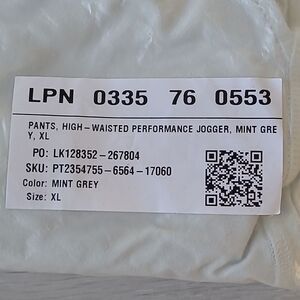 LPN 0335 76 0553
PANTS, HIGH-WAISTED PERFORMANCE JOGGER, MINT GRE
Y, XL
PO: LK128352-267804
SKU: PT2354755-6564-17060
Color: MINT GREY
Size: XL